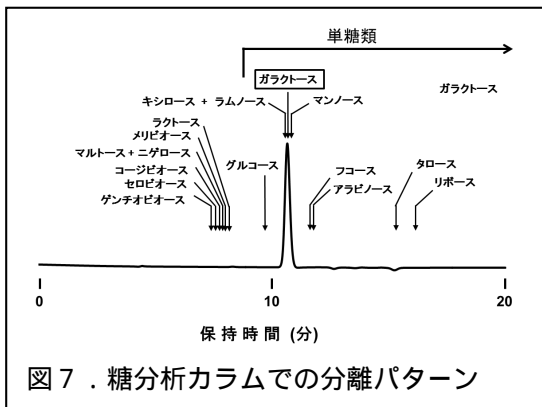 単糖類
ガラクトース
ガラクトース
キシロース + ラムノース
マンノース
ラクトース
メリビオース
マルトース + ニゲロース
コージビオース
セロビオース
ゲンチオビオース
グルコース
フコース
アラビノース
タロース
リボース
0
10
20
保持時間 (分)
図７．糖分析カラムでの分離パターン